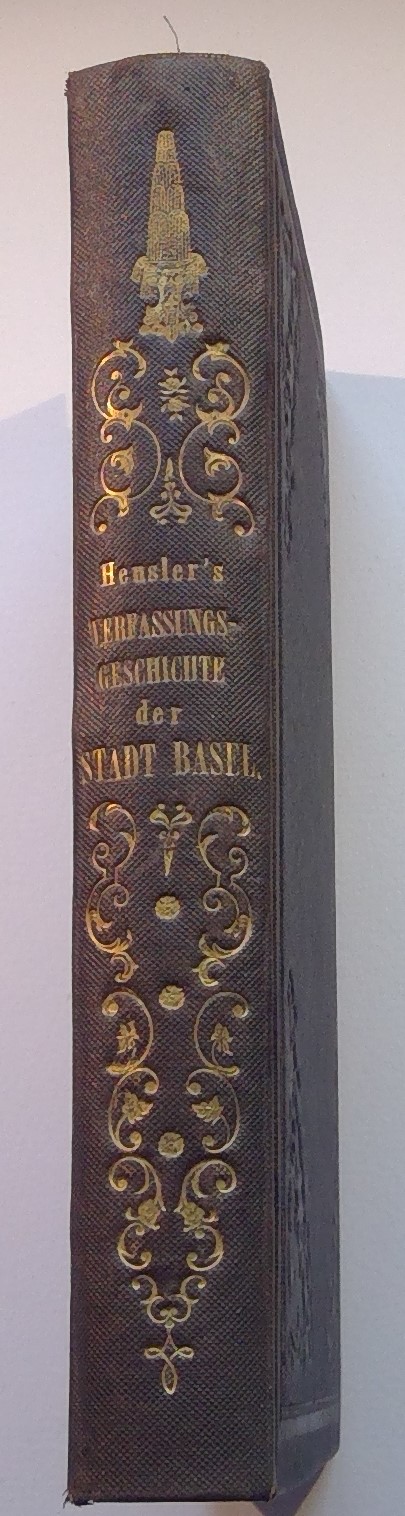 Heusler's
VERFASSUNGS-
GESCHICHTE
der
STADT BASEL.